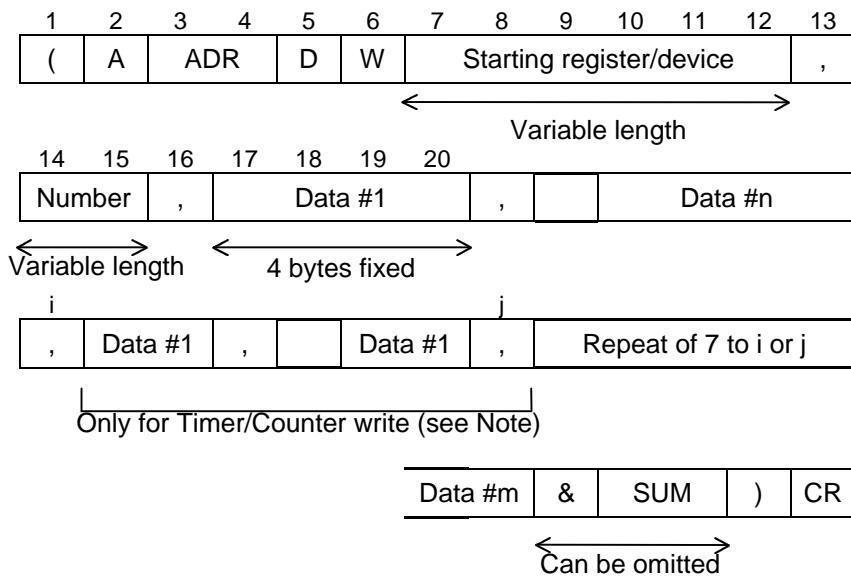 1 2 3 4 5 6 7 8 9 10 11 12 13
( A ADR D W Starting register/device ,
Variable length
14 15 16 17 18 19 20
Number , Data #1 , Data #n
Variable length 4 bytes fixed
i j
, Data #1 , Data #1 , Repeat of 7 to i or j
Only for Timer/Counter write (see Note)
Data #m & SUM ) CR
Can be omitted